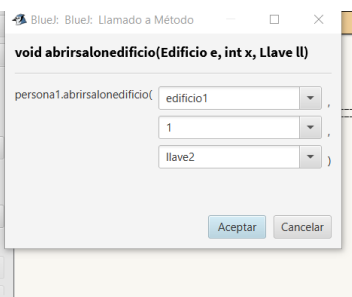 BlueJ: BlueJ: Llamado a Método
void abrirsalonedificio(Edificio e, int x, Llave ll)
persona1.abrirsalonedificio( edificio1 ,
1 ,
llave2 )
Aceptar Cancelar